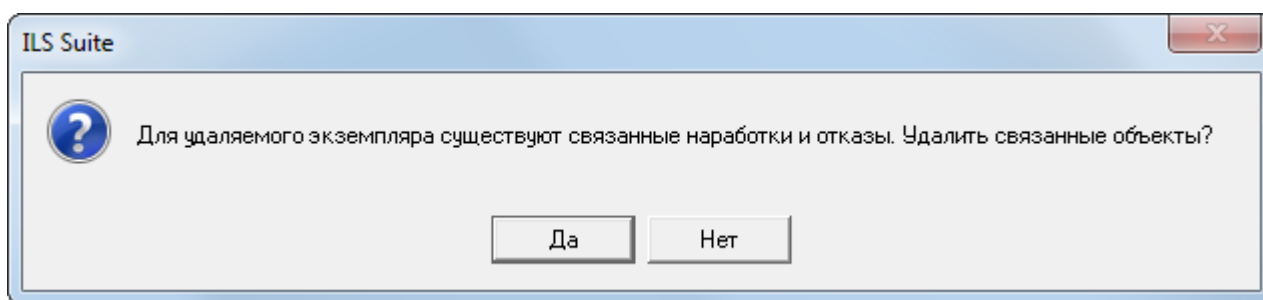 ILS Suite
Для удаляемого экземпляра существуют связанные наработки и отказы. Удалить связанные объекты?
Да
Нет